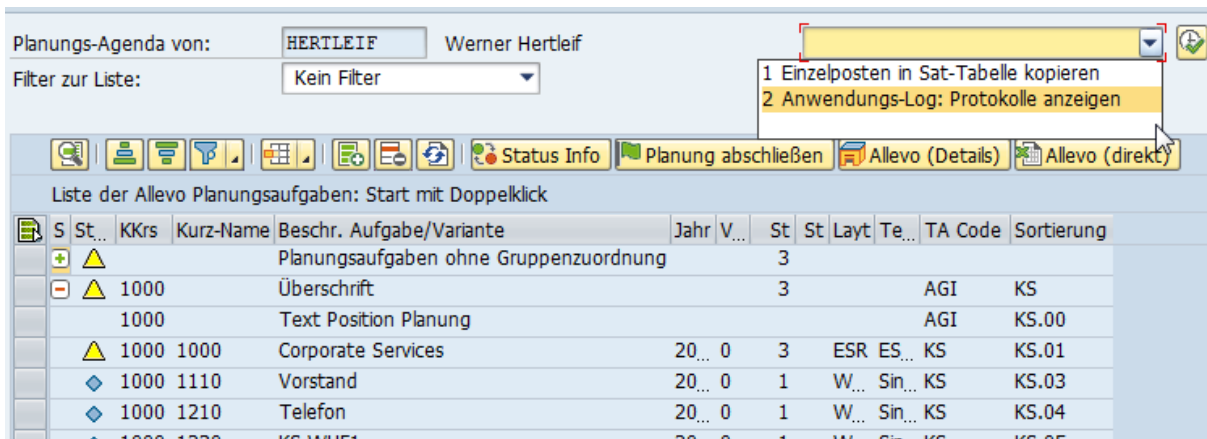 Planungs-Agenda von: HERTLEIF Werner Hertleif
Filter zur Liste: Kein Filter
1 Einzelposten in Sat-Tabelle kopieren
2 Anwendungs-Log: Protokolle anzeigen
Status Info Planung abschließen Allevo (Details) Allevo (direkt)
Liste der Allevo Planungsaufgaben: Start mit Doppelklick
S St... KKrs Kurz-Name Beschr. Aufgabe/Variante Jahr V... St St Layt Te... TA Code Sortierung
Planungsaufgaben ohne Gruppenzuordnung 3
1000 Überschrift 3 AGI KS
1000 Text Position Planung AGI KS.00
1000 1000 Corporate Services 20... 0 3 ESR ES... KS KS.01
1000 1110 Vorstand 20... 0 1 W... Sin... KS KS.03
1000 1210 Telefon 20... 0 1 W... Sin... KS KS.04